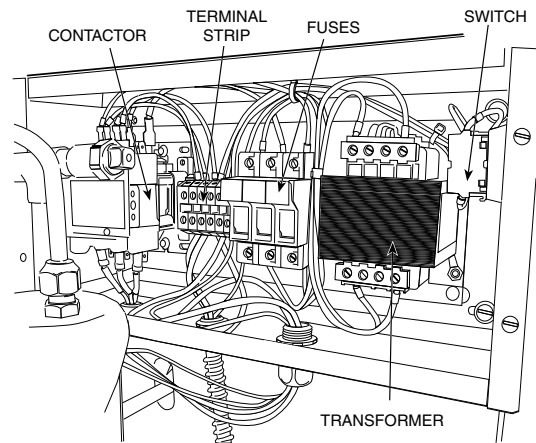 CONTACTOR
TERMINAL
STRIP
FUSES
SWITCH
TRANSFORMER